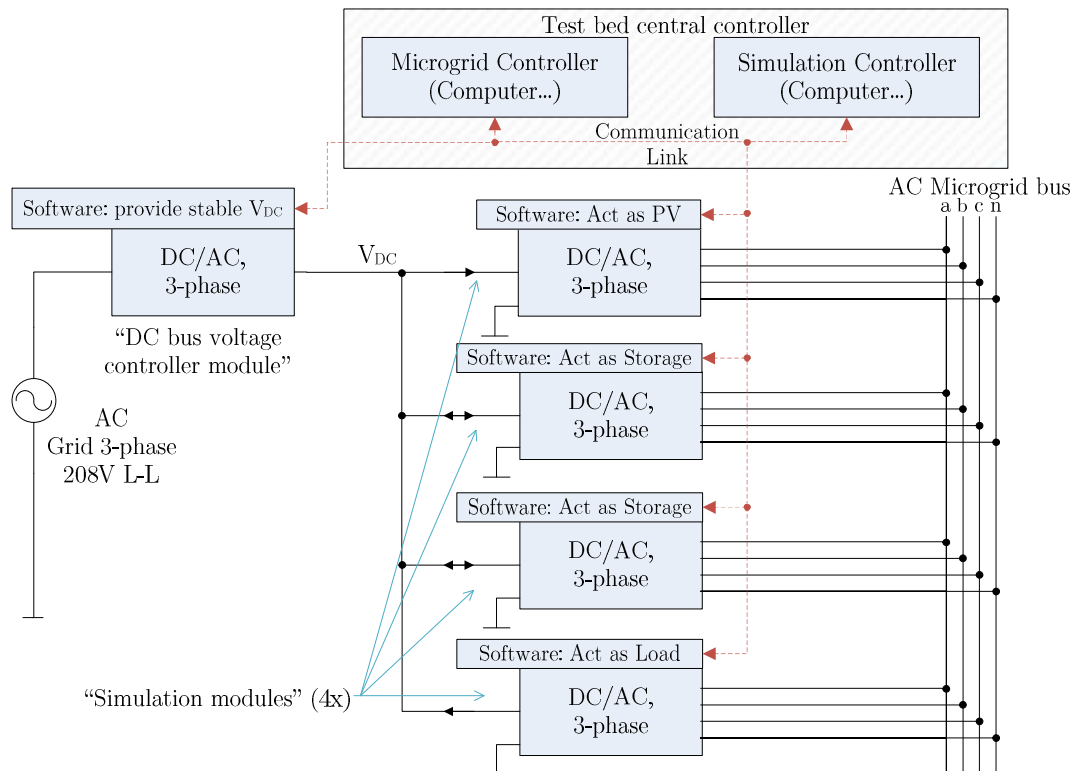 Test bed central controller
Microgrid Controller
(Computer...)
Simulation Controller
(Computer...)
Communication
Link
AC Microgrid bus
a b c n
Software: provide stable VDC
DC/AC,
3-phase
“DC bus voltage
controller module”
AC
Grid 3-phase
208V L-L
VDC
Software: Act as PV
DC/AC,
3-phase
Software: Act as Storage
DC/AC,
3-phase
Software: Act as Storage
DC/AC,
3-phase
Software: Act as Load
DC/AC,
3-phase
“Simulation modules” (4x)